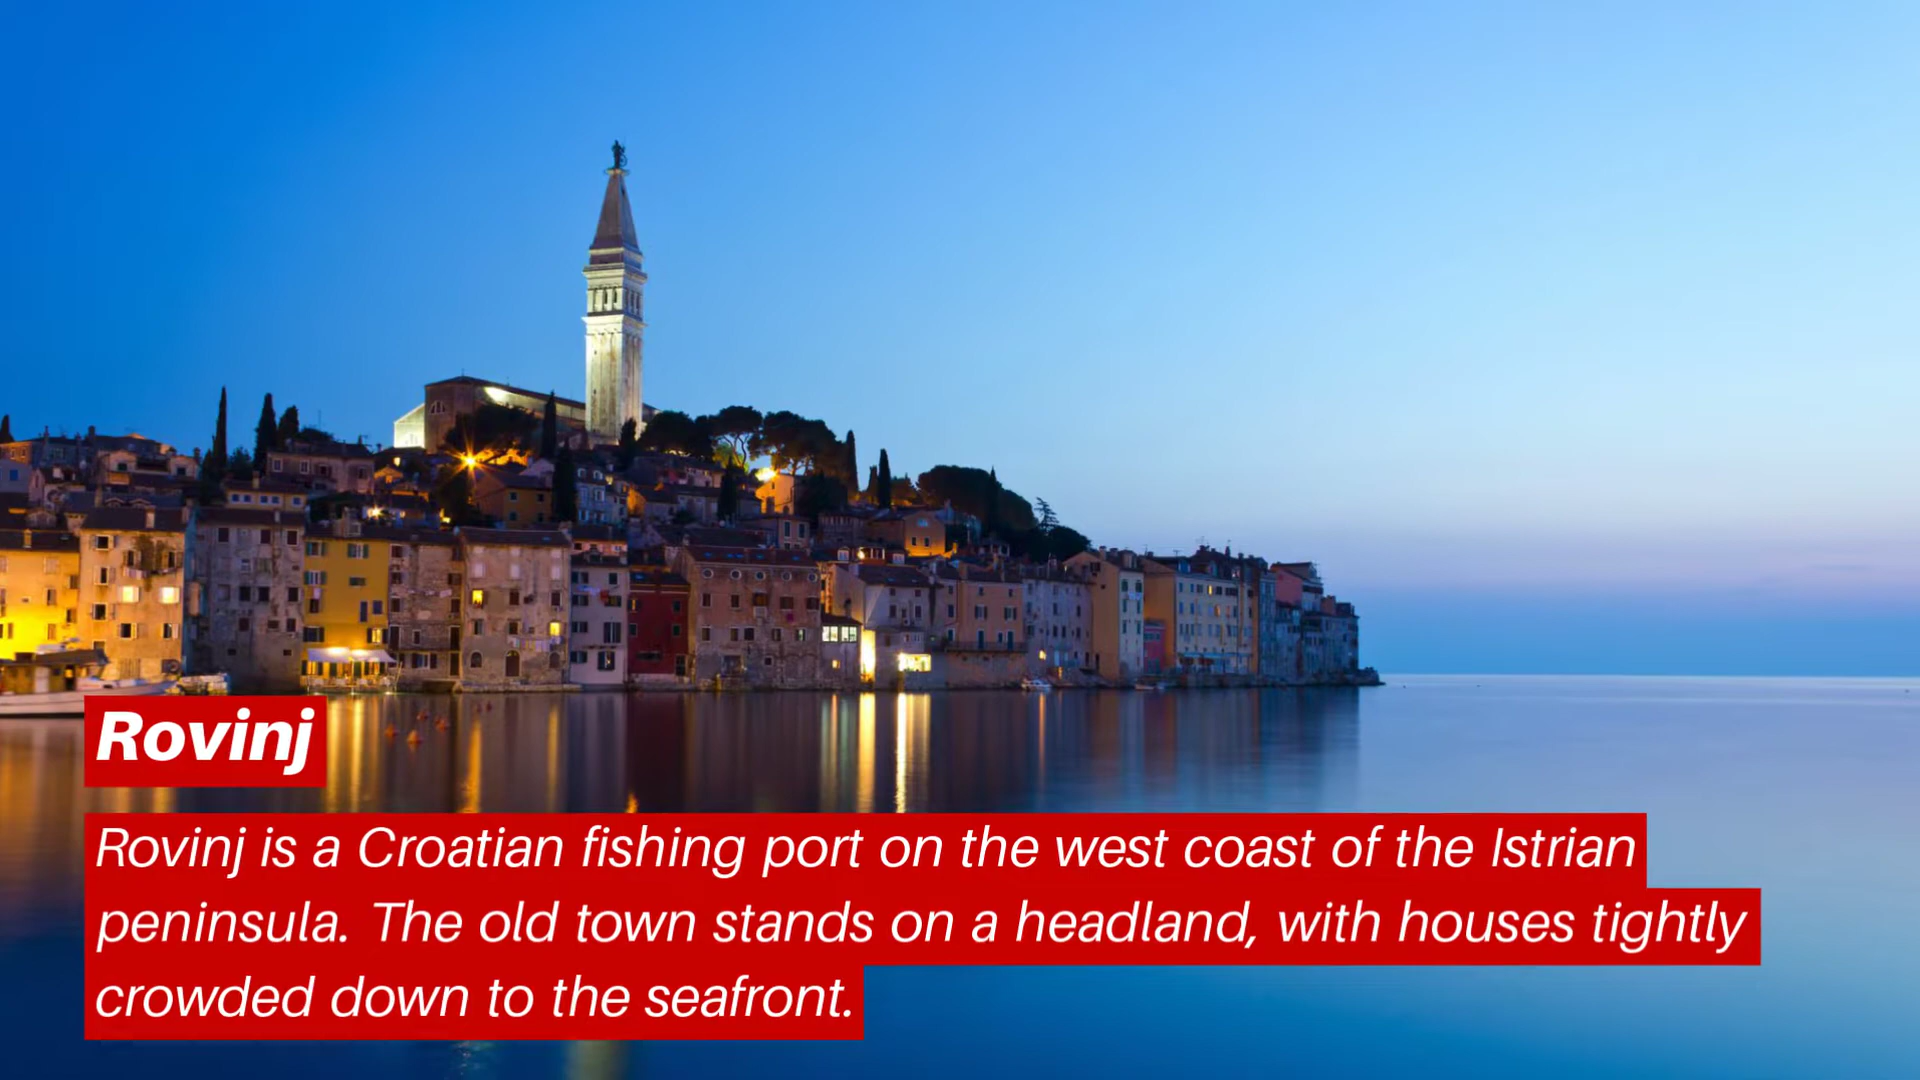 Rovinj
Rovinj is a Croatian fishing port on the west coast of the Istrian
peninsula. The old town stands on a headland, with houses tightly
crowded down to the seafront.